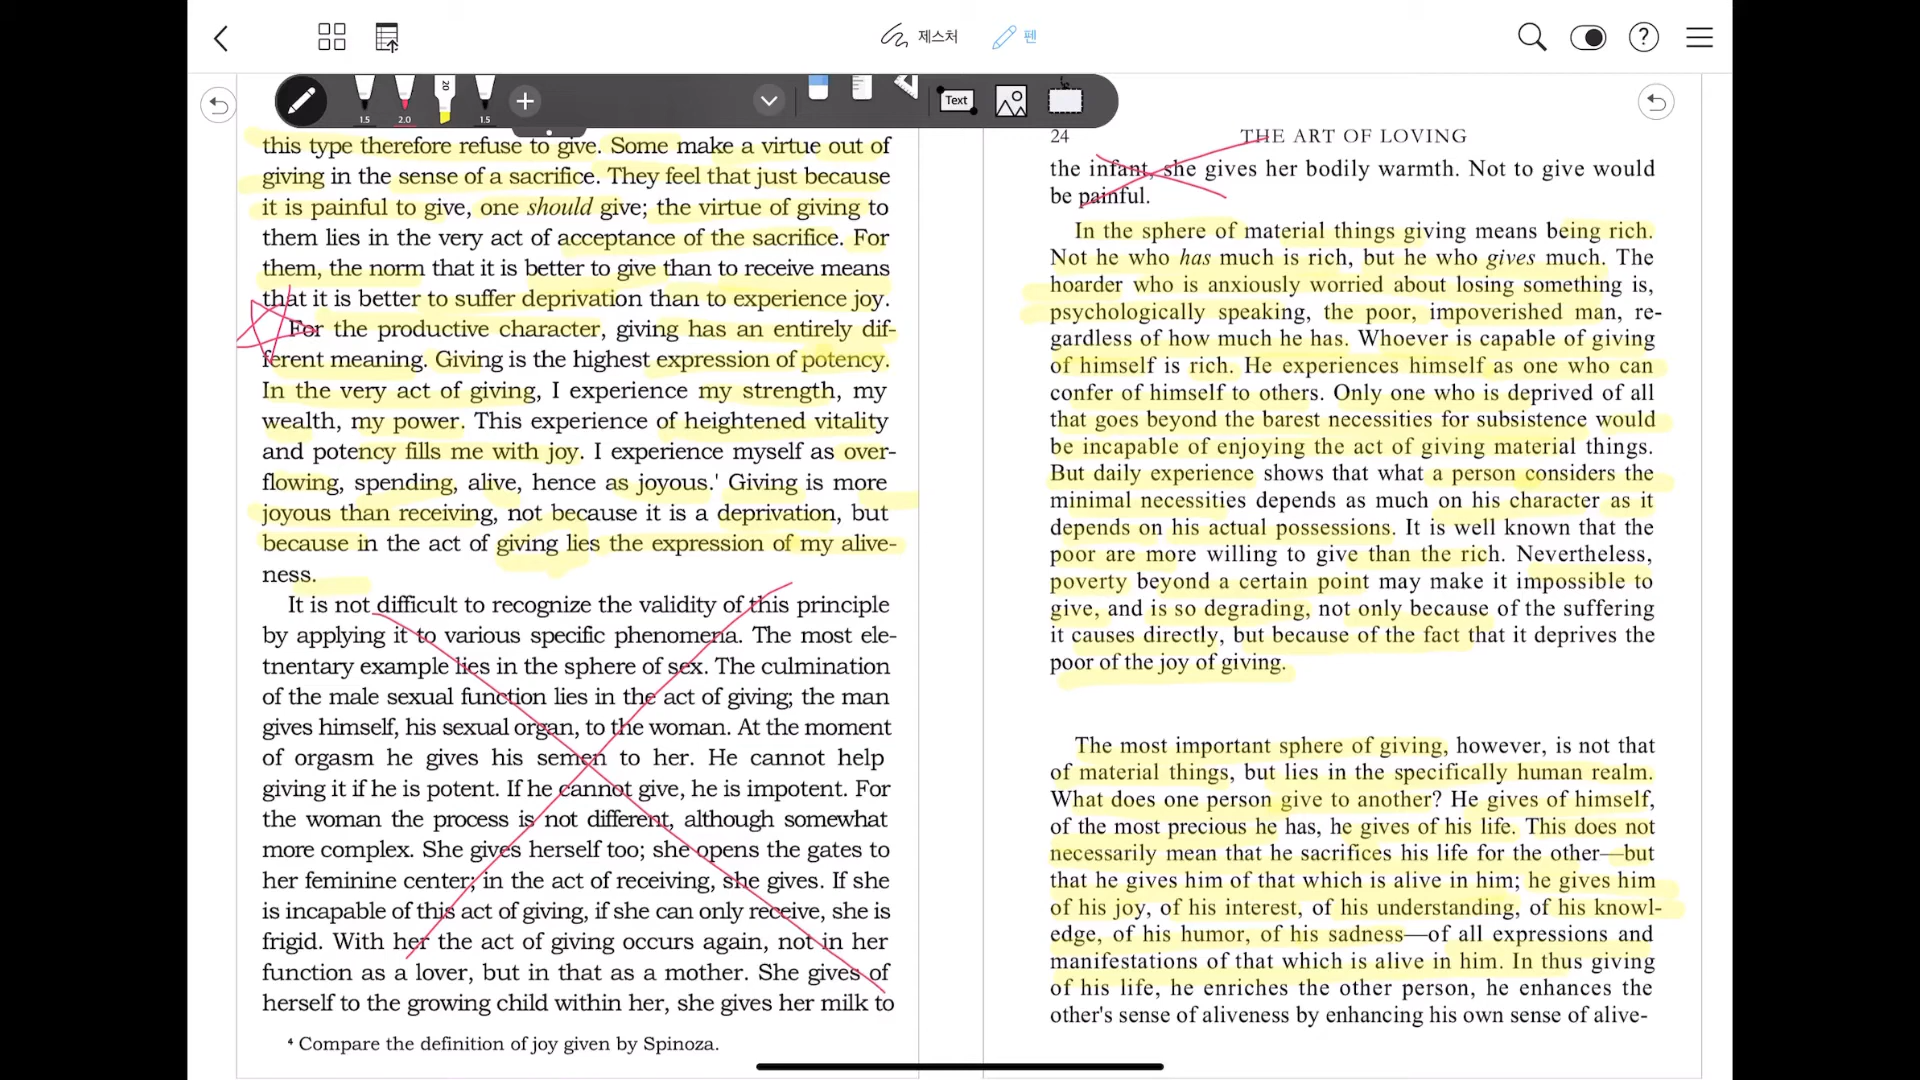 제스처
펜
20
1.5
2.0
1.5
Text
this type therefore refuse to give. Some make a virtue out of
giving in the sense of a sacrifice. They feel that just because
it is painful to give, one should give; the virtue of giving to
them lies in the very act of acceptance of the sacrifice. For
them, the norm that it is better to give than to receive means
that it is better to suffer deprivation than to experience joy.
For the productive character, giving has an entirely dif-
ferent meaning. Giving is the highest expression of potency.
In the very act of giving, I experience my strength, my
wealth, my power. This experience of heightened vitality
and potency fills me with joy. I experience myself as over-
flowing, spending, alive, hence as joyous.' Giving is more
joyous than receiving, not because it is a deprivation, but
because in the act of giving lies the expression of my alive-
ness.
It is not difficult to recognize the validity of this principle
by applying it to various specific phenomena. The most ele-
tnentary example lies in the sphere of sex. The culmination
of the male sexual function lies in the act of giving; the man
gives himself, his sexual organ, to the woman. At the moment
of orgasm he gives his semen to her. He cannot help
giving it if he is potent. If he cannot give, he is impotent. For
the woman the process is not different, although somewhat
more complex. She gives herself too; she opens the gates to
her feminine center; in the act of receiving, she gives. If she
is incapable of this act of giving, if she can only receive, she is
frigid. With her the act of giving occurs again, not in her
function as a lover, but in that as a mother. She gives of
herself to the growing child within her, she gives her milk to
⁴ Compare the definition of joy given by Spinoza.
24 THE ART OF LOVING
the infant, she gives her bodily warmth. Not to give would
be painful.
In the sphere of material things giving means being rich.
Not he who has much is rich, but he who gives much. The
hoarder who is anxiously worried about losing something is,
psychologically speaking, the poor, impoverished man, re-
gardless of how much he has. Whoever is capable of giving
of himself is rich. He experiences himself as one who can
confer of himself to others. Only one who is deprived of all
that goes beyond the barest necessities for subsistence would
be incapable of enjoying the act of giving material things.
But daily experience shows that what a person considers the
minimal necessities depends as much on his character as it
depends on his actual possessions. It is well known that the
poor are more willing to give than the rich. Nevertheless,
poverty beyond a certain point may make it impossible to
give, and is so degrading, not only because of the suffering
it causes directly, but because of the fact that it deprives the
poor of the joy of giving.
The most important sphere of giving, however, is not that
of material things, but lies in the specifically human realm.
What does one person give to another? He gives of himself,
of the most precious he has, he gives of his life. This does not
necessarily mean that he sacrifices his life for the other—but
that he gives him of that which is alive in him; he gives him
of his joy, of his interest, of his understanding, of his knowl-
edge, of his humor, of his sadness—of all expressions and
manifestations of that which is alive in him. In thus giving
of his life, he enriches the other person, he enhances the
other's sense of aliveness by enhancing his own sense of alive-